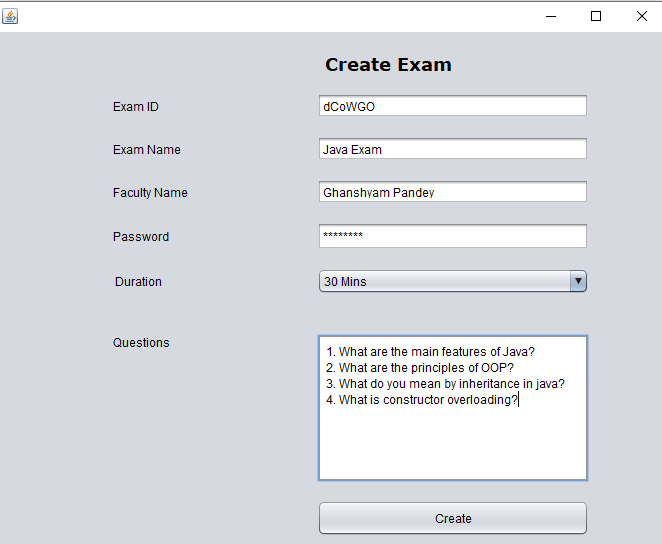 Create Exam
Exam ID
dCoWGO
Exam Name
Java Exam
Faculty Name
Ghanshyam Pandey
Password
********
Duration
30 Mins
Questions
1. What are the main features of Java?
2. What are the principles of OOP?
3. What do you mean by inheritance in java?
4. What is constructor overloading?
Create